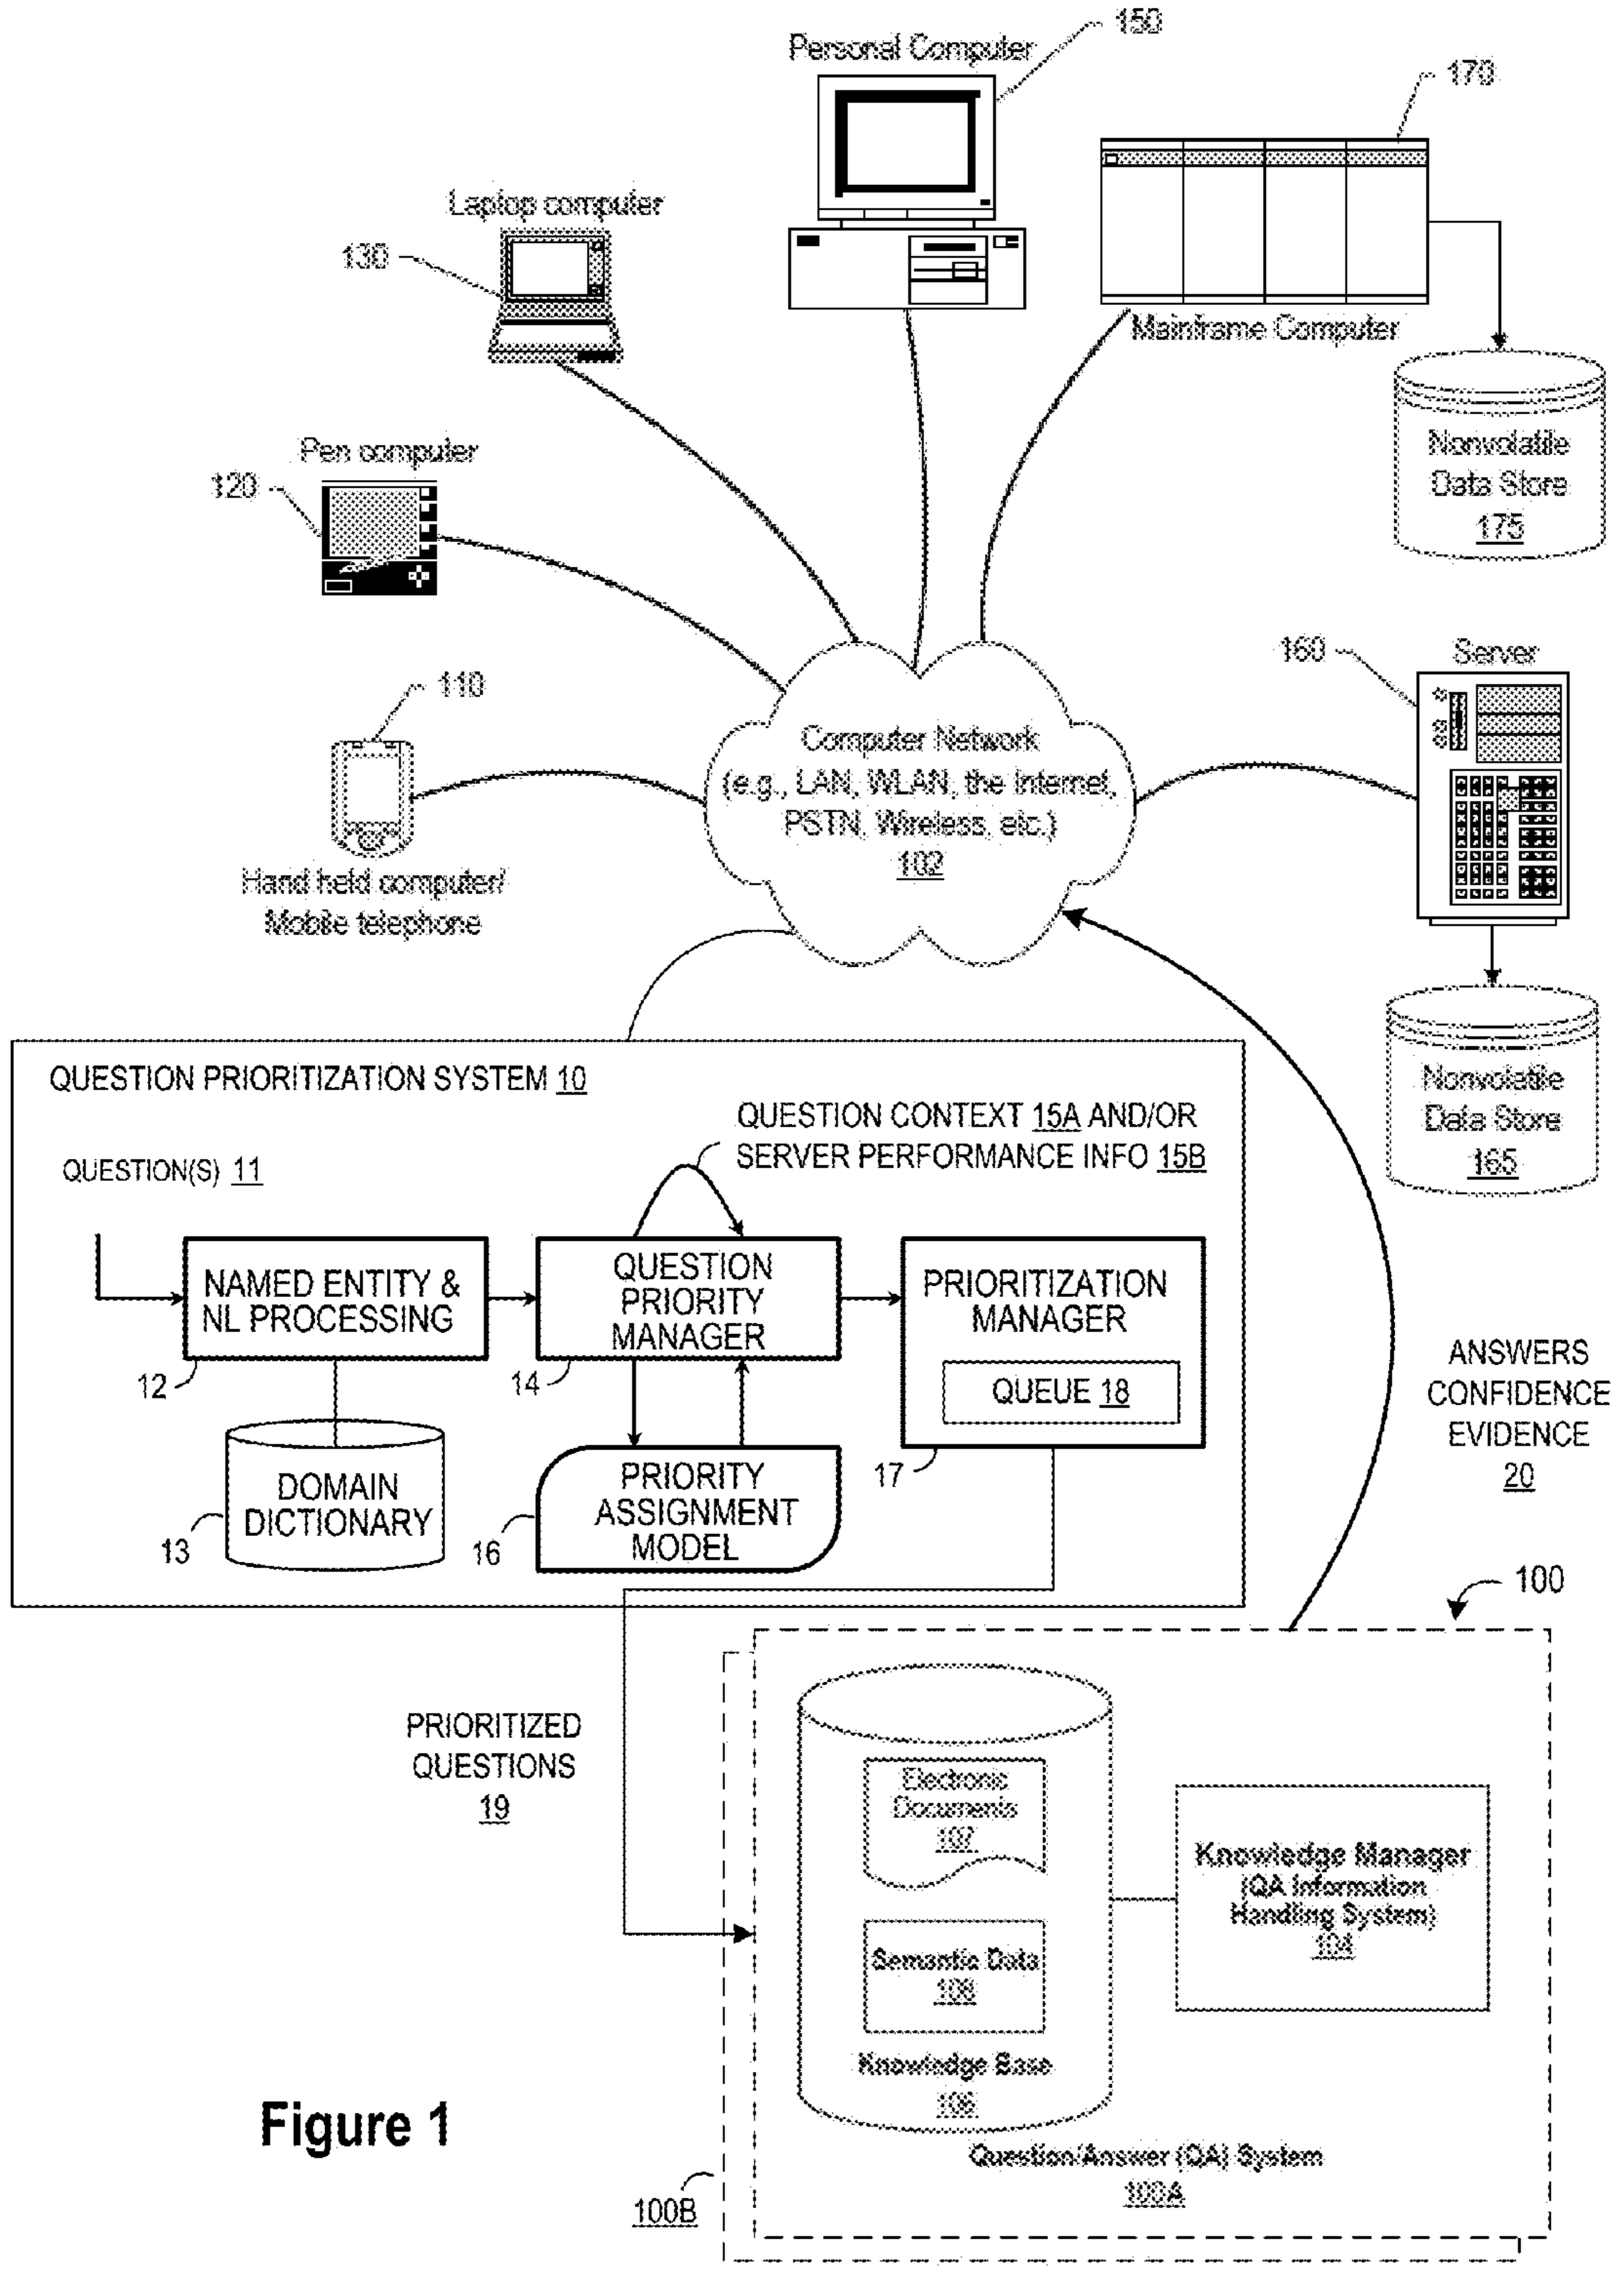 150
Personal Computer
170
Laptop computer
130
Mainframe Computer
Nonvolatile
Data Store
175
Pen computer
120
160
Server
110
Computer Network
(e.g., LAN, WLAN, the Internet,
PSTN, Wireless, etc.)
102
Hand held computer/
Mobile telephone
Nonvolatile
Data Store
165
QUESTION PRIORITIZATION SYSTEM 10
QUESTION CONTEXT 15A AND/OR
SERVER PERFORMANCE INFO 15B
QUESTION(S) 11
NAMED ENTITY &
NL PROCESSING
12
QUESTION
PRIORITY
MANAGER
14
PRIORITIZATION
MANAGER
QUEUE 18
17
DOMAIN
DICTIONARY
13
PRIORITY
ASSIGNMENT
MODEL
16
ANSWERS
CONFIDENCE
EVIDENCE
20
100
PRIORITIZED
QUESTIONS
19
Electronic
Documents
107
Semantic Data
108
Knowledge Base
106
Knowledge Manager
(QA Information
Handling System)
104
Question/Answer (QA) System
100A
100B
Figure 1